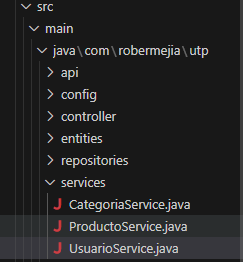 src
main
java\com\robermejia\utp
api
config
controller
entities
repositories
services
CategoriaService.java
ProductoService.java
UsuarioService.java